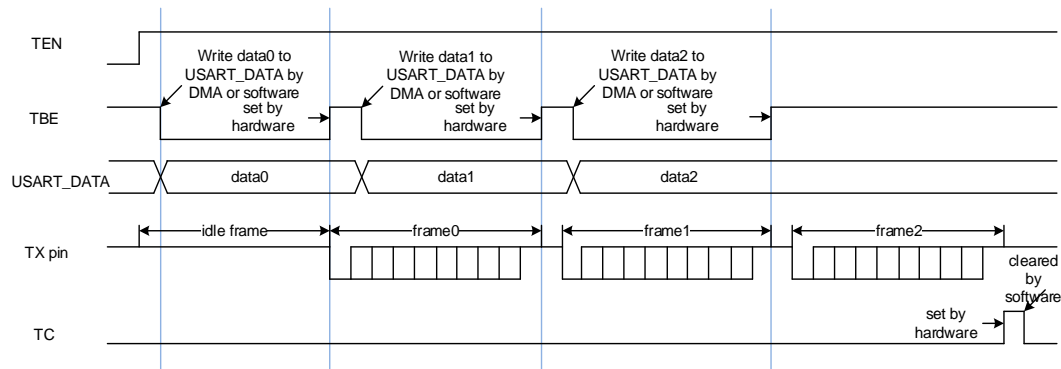 TEN
Write data0 to
USART_DATA by
DMA or software
Write data1 to
USART_DATA by
DMA or software
Write data2 to
USART_DATA by
DMA or software
TBE
set by
hardware
set by
hardware
set by
hardware
USART_DATA
data0
data1
data2
idle frame
frame0
frame1
frame2
TX pin
cleared
by
software
set by
hardware
TC